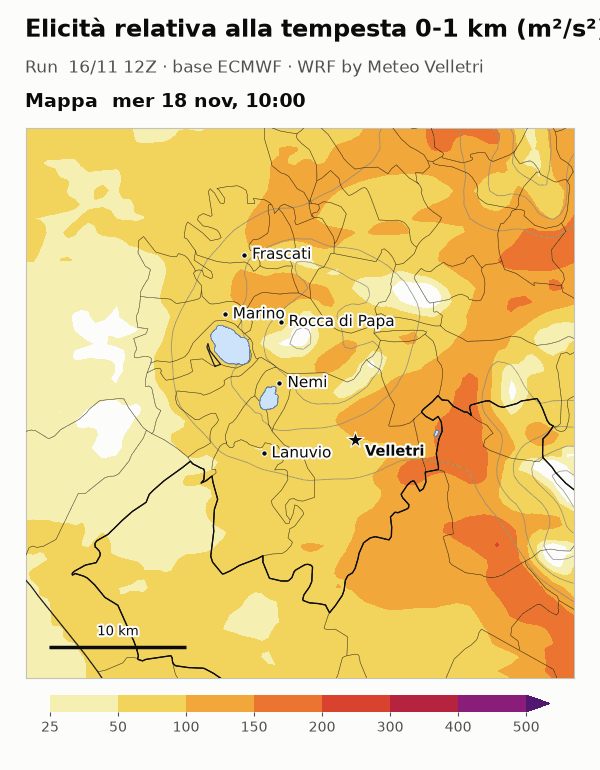 Elicità relativa alla tempesta 0-1 km (m²/s²)
Run 16/11 12Z · base ECMWF · WRF by Meteo Velletri
Mappa mer 18 nov, 10:00
Frascati
Marino
Rocca di Papa
Nemi
Velletri
Lanuvio
10 km
25 50 100 150 200 300 400 500